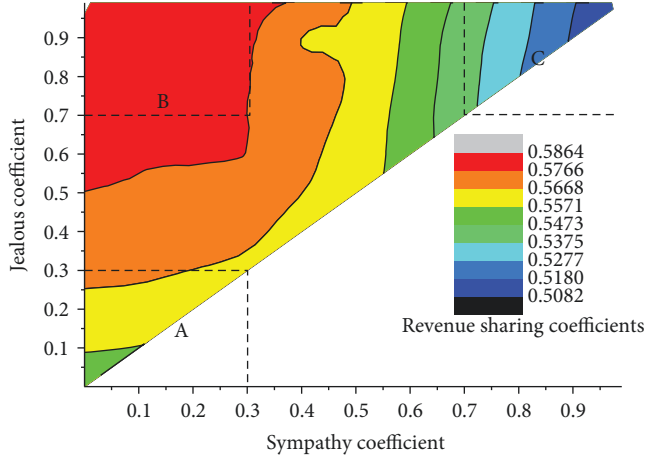 0.9
0.8
0.7
0.6
0.5
0.4
0.3
0.2
0.1
Jealous coefficient
B
C
A
0.5864
0.5766
0.5668
0.5571
0.5473
0.5375
0.5277
0.5180
0.5082
Revenue sharing coefficients
0.1 0.2 0.3 0.4 0.5 0.6 0.7 0.8 0.9
Sympathy coefficient